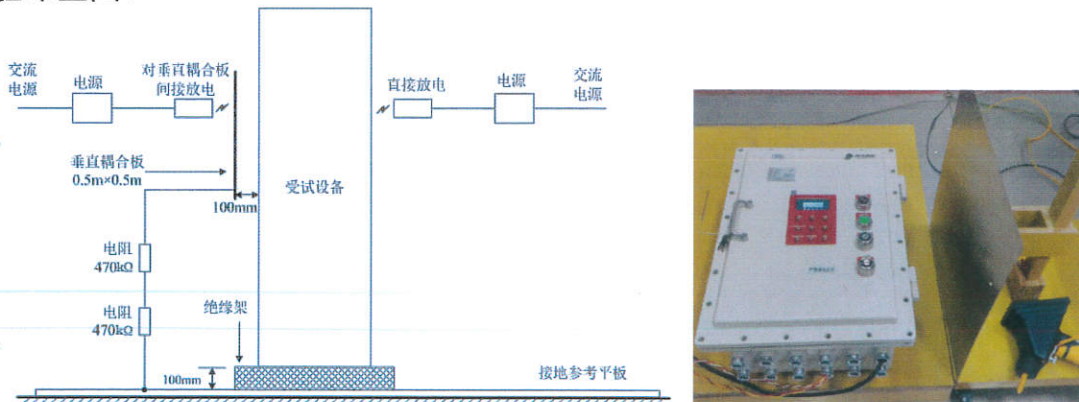 交流
电源
电源
对垂直耦合板
间接放电
直接放电
电源
交流
电源
垂直耦合板
0.5m×0.5m
100mm
受试设备
电阻
470kΩ
电阻
470kΩ
绝缘架
100mm
接地参考平板